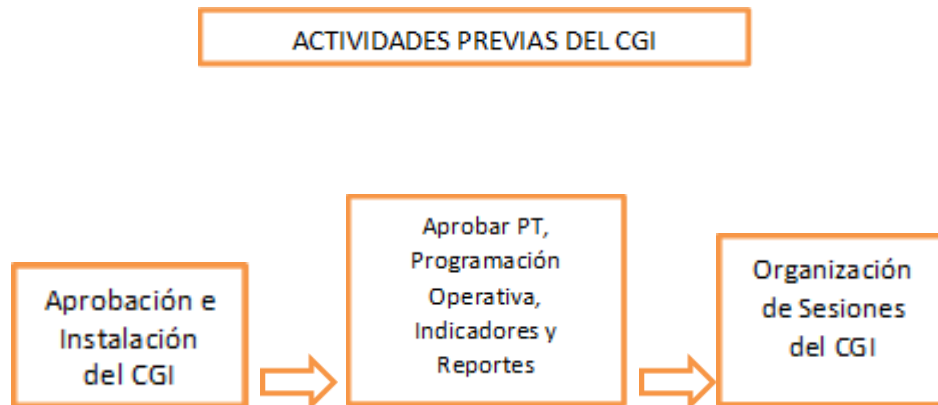 ACTIVIDADES PREVIAS DEL CGI
Aprobación e
Instalación
del CGI
Aprobar PT,
Programación
Operativa,
Indicadores y
Reportes
Organización
de Sesiones
del CGI